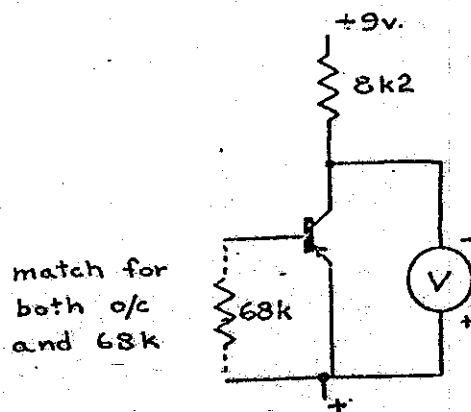 +9v.
8k2
-
V
+
match for
both o/c
and 68k
68k
+